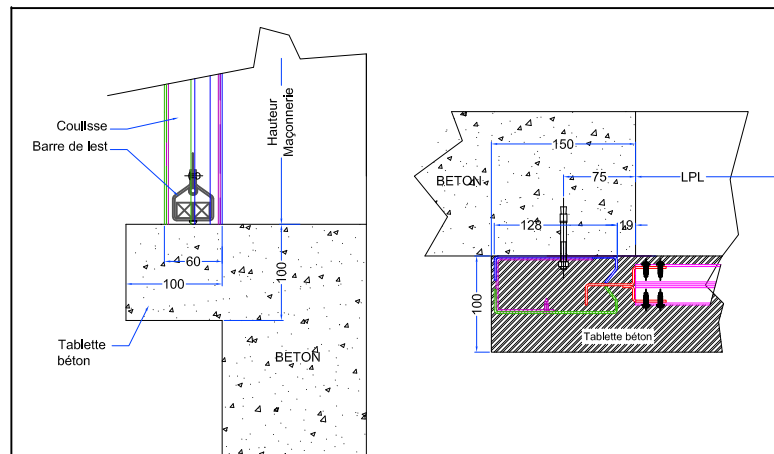 Coulisse
Barre de lest
Hauteur
Maçonnerie
60
100
100
Tablette
béton
BETON
150
75
LPL
BETON
128
19
100
Tablette béton